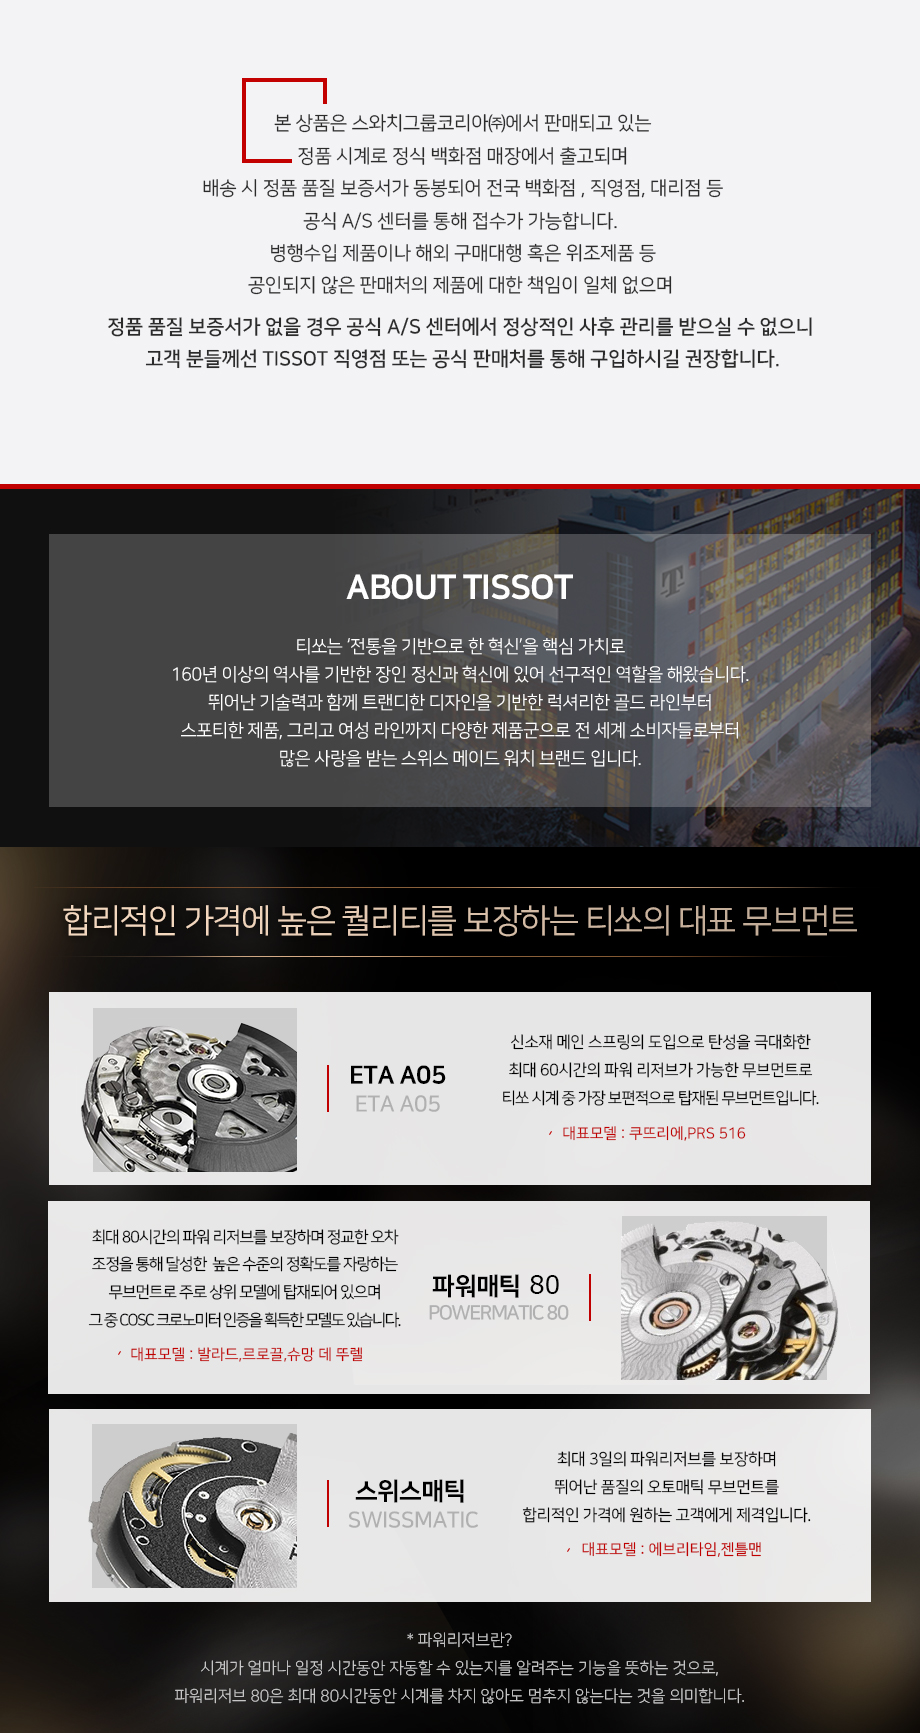 본 상품은 스와치그룹코리아㈜에서 판매되고 있는
정품 시계로 정식 백화점 매장에서 출고되며
배송 시 정품 품질 보증서가 동봉되어 전국 백화점 , 직영점, 대리점 등
공식 A/S 센터를 통해 접수가 가능합니다.
병행수입 제품이나 해외 구매대행 혹은 위조제품 등
공인되지 않은 판매처의 제품에 대한 책임이 일체 없으며
정품 품질 보증서가 없을 경우 공식 A/S 센터에서 정상적인 사후 관리를 받으실 수 없으니
고객 분들께선 TISSOT 직영점 또는 공식 판매처를 통해 구입하시길 권장합니다.
T
ABOUT TISSOT
티쏘는 '전통을 기반으로 한 혁신'을 핵심 가치로
160년 이상의 역사를 기반한 장인 정신과 혁신에 있어 선구적인 역할을 해왔습니다.
뛰어난 기술력과 함께 트랜디한 디자인을 기반한 럭셔리한 골드 라인부터
스포티한 제품, 그리고 여성 라인까지 다양한 제품군으로 전 세계 소비자들로부터
많은 사랑을 받는 스위스 메이드 워치 브랜드 입니다.
합리적인 가격에 높은 퀄리티를 보장하는 티쏘의 대표 무브먼트
ETA A05
ETA A05
신소재 메인 스프링의 도입으로 탄성을 극대화한
최대 60시간의 파워 리저브가 가능한 무브먼트로
티쏘 시계 중 가장 보편적으로 탑재된 무브먼트입니다.
대표모델 : 쿠뜨리에,PRS 516
최대 80시간의 파워 리저브를 보장하며 정교한 오차
조정을 통해 달성한 높은 수준의 정확도를 자랑하는
무브먼트로 주로 상위 모델에 탑재되어 있으며
그 중 COSC 크로노미터 인증을 획득한 모델도 있습니다.
대표모델 : 발라드,르로끌,슈망 데 뚜렐
파워매틱 80
POWERMATIC 80
스위스매틱
SWISSMATIC
최대 3일의 파워리저브를 보장하며
뛰어난 품질의 오토매틱 무브먼트를
합리적인 가격에 원하는 고객에게 제격입니다.
대표모델 : 에브리타임,젠틀맨
* 파워리저브란?
시계가 얼마나 일정 시간동안 자동할 수 있는지를 알려주는 기능을 뜻하는 것으로,
파워리저브 80은 최대 80시간동안 시계를 차지 않아도 멈추지 않는다는 것을 의미합니다.